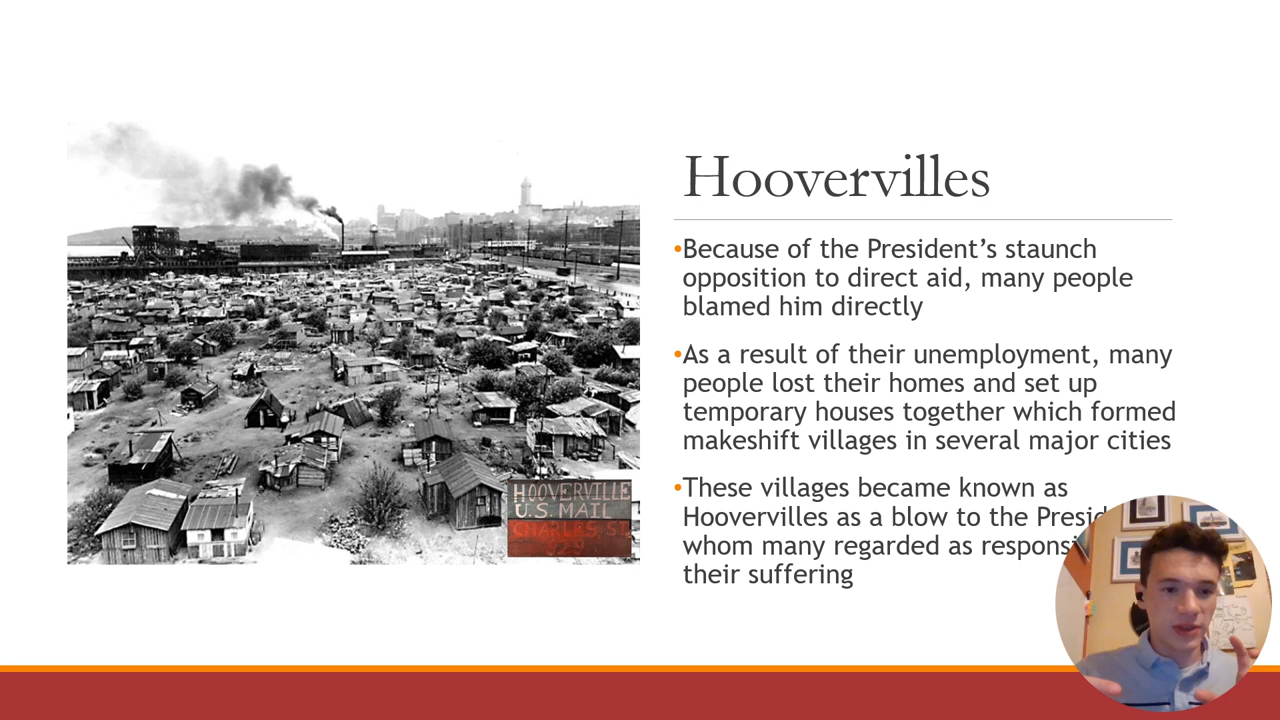 Hoovervilles
•Because of the President’s staunch
opposition to direct aid, many people
blamed him directly
•As a result of their unemployment, many
people lost their homes and set up
temporary houses together which formed
makeshift villages in several major cities
•These villages became known as
Hoovervilles as a blow to the
whom many regarded as
their suffering
HOOVERVILLE
U.S. MAIL
CHARLES. ST.